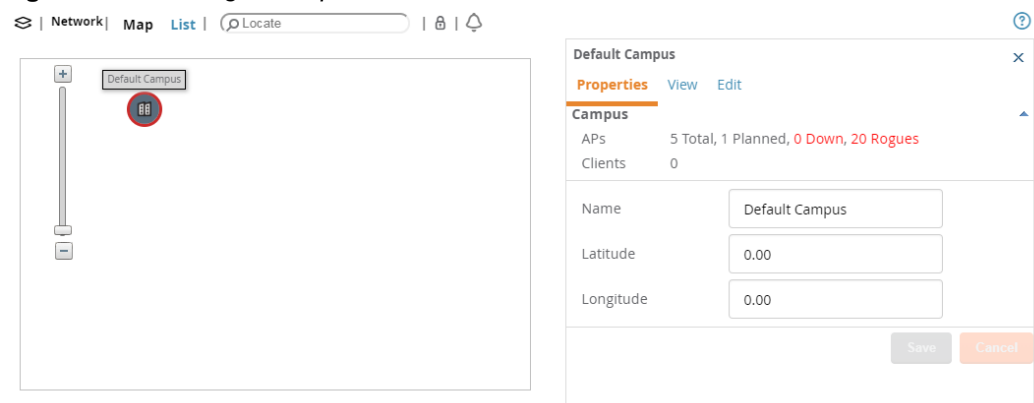 Network
Map
List
Locate
Default Campus
Default Campus
Properties View Edit
Campus
APs 5 Total, 1 Planned, 0 Down, 20 Rogues
Clients 0
Name Default Campus
Latitude 0.00
Longitude 0.00
Save Cancel